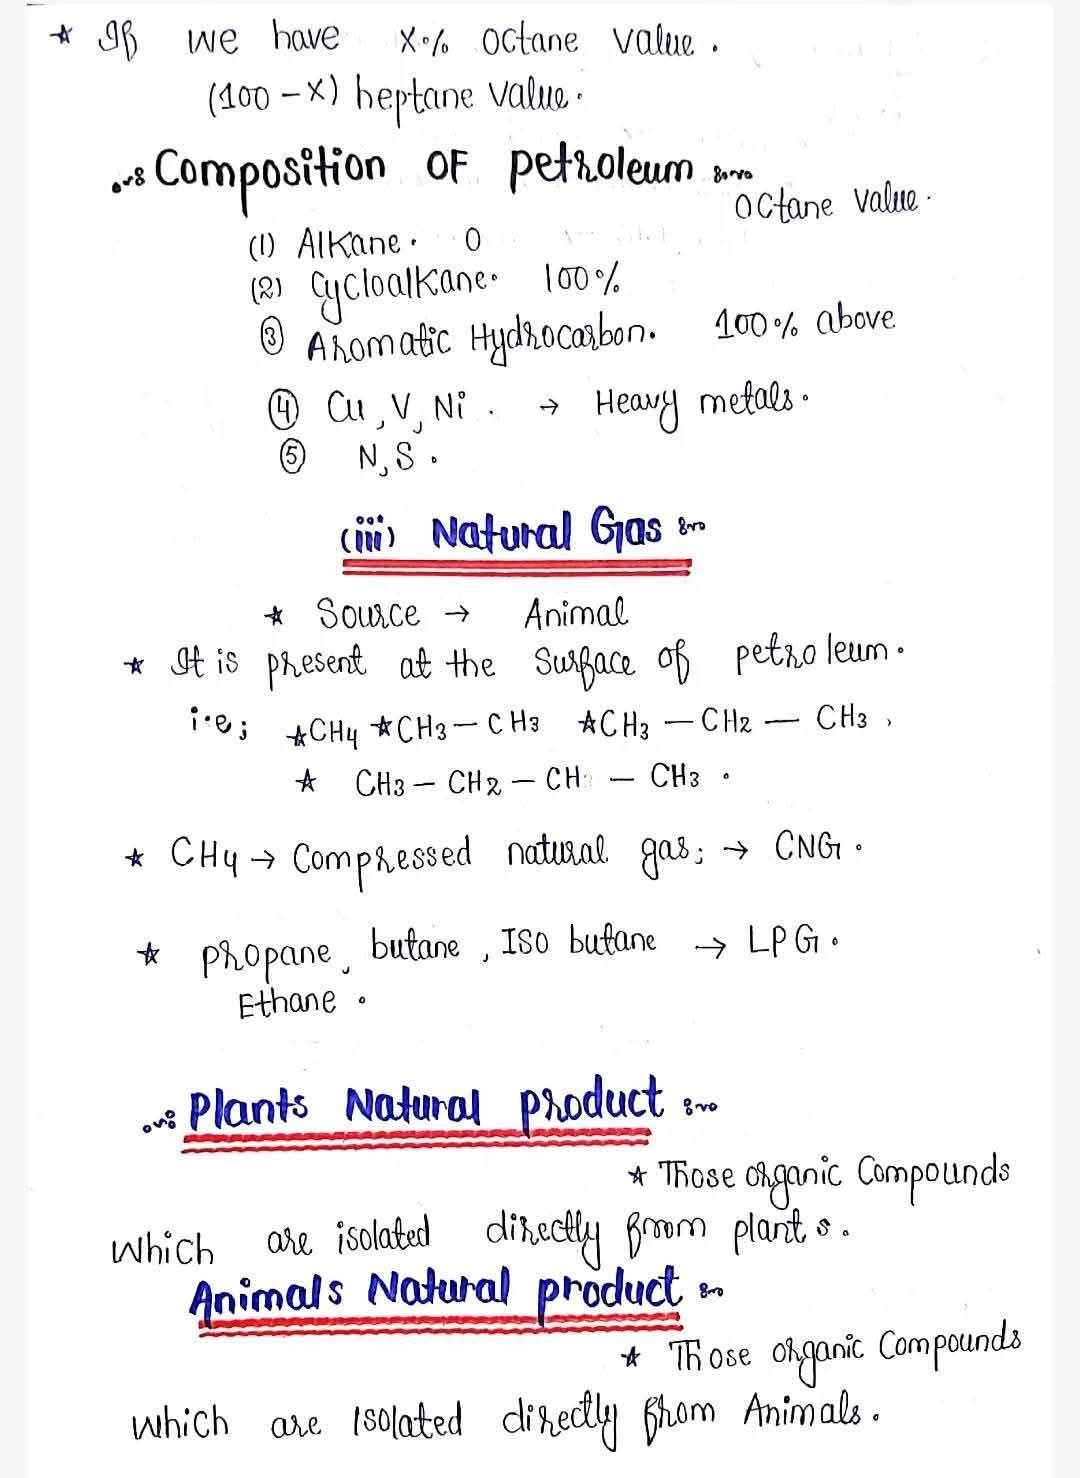 * If we have X% octane value.
(100 - X) heptane value.
Composition OF petroleum
octane value.
(1) Alkane. 0
(2) Cycloalkane. 100%
③ Aromatic Hydrocarbon. 100% above
④ Cu, V, Ni. → Heavy metals.
⑤ N, S.
(iii) Natural Gas
* Source → Animal
* It is present at the Surface of petroleum.
i.e; *CH4 *CH3 - CH3 *CH3 - CH2 - CH3,
* CH3 - CH2 - CH - CH3.
* CH4 → Compressed natural gas; → CNG.
* propane, butane, ISO butane → LPG.
Ethane.
Plants Natural product
* Those organic Compounds
which are isolated directly from plants.
Animals Natural product
* Those organic Compounds
which are Isolated directly from Animals.